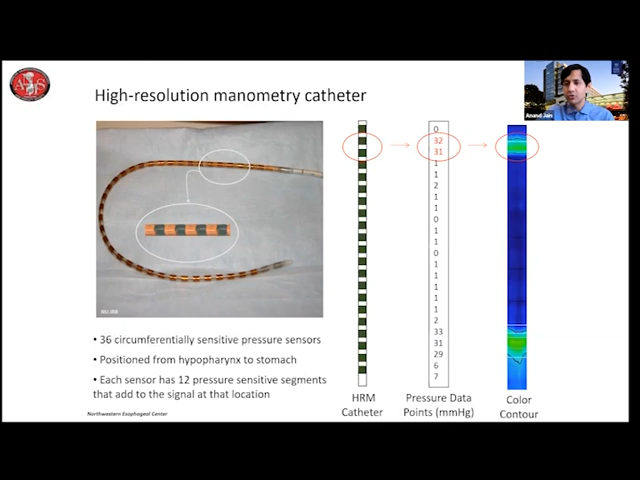 High-resolution manometry catheter
Anand Jain
• 36 circumferentially sensitive pressure sensors
• Positioned from hypopharynx to stomach
• Each sensor has 12 pressure sensitive segments
that add to the signal at that location
Northwestern Esophageal Center
0
32
31
1
1
2
1
1
0
1
1
0
1
1
1
1
1
2
33
31
29
6
7
HRM
Catheter
Pressure Data
Points (mmHg)
Color
Contour